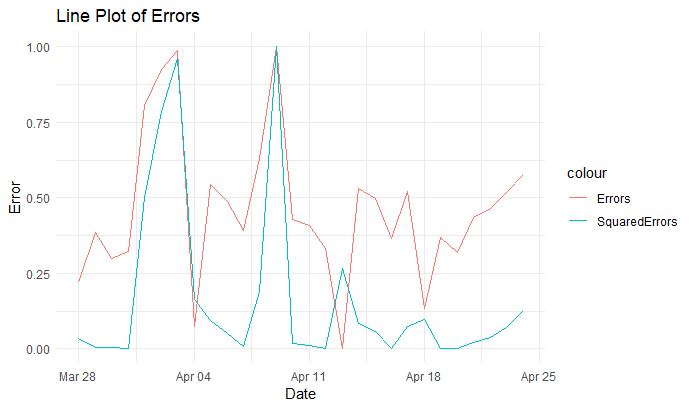 Line Plot of Errors
Error
1.00
0.75
0.50
0.25
0.00
Mar 28
Apr 04
Apr 11
Apr 18
Apr 25
Date
colour
Errors
SquaredErrors